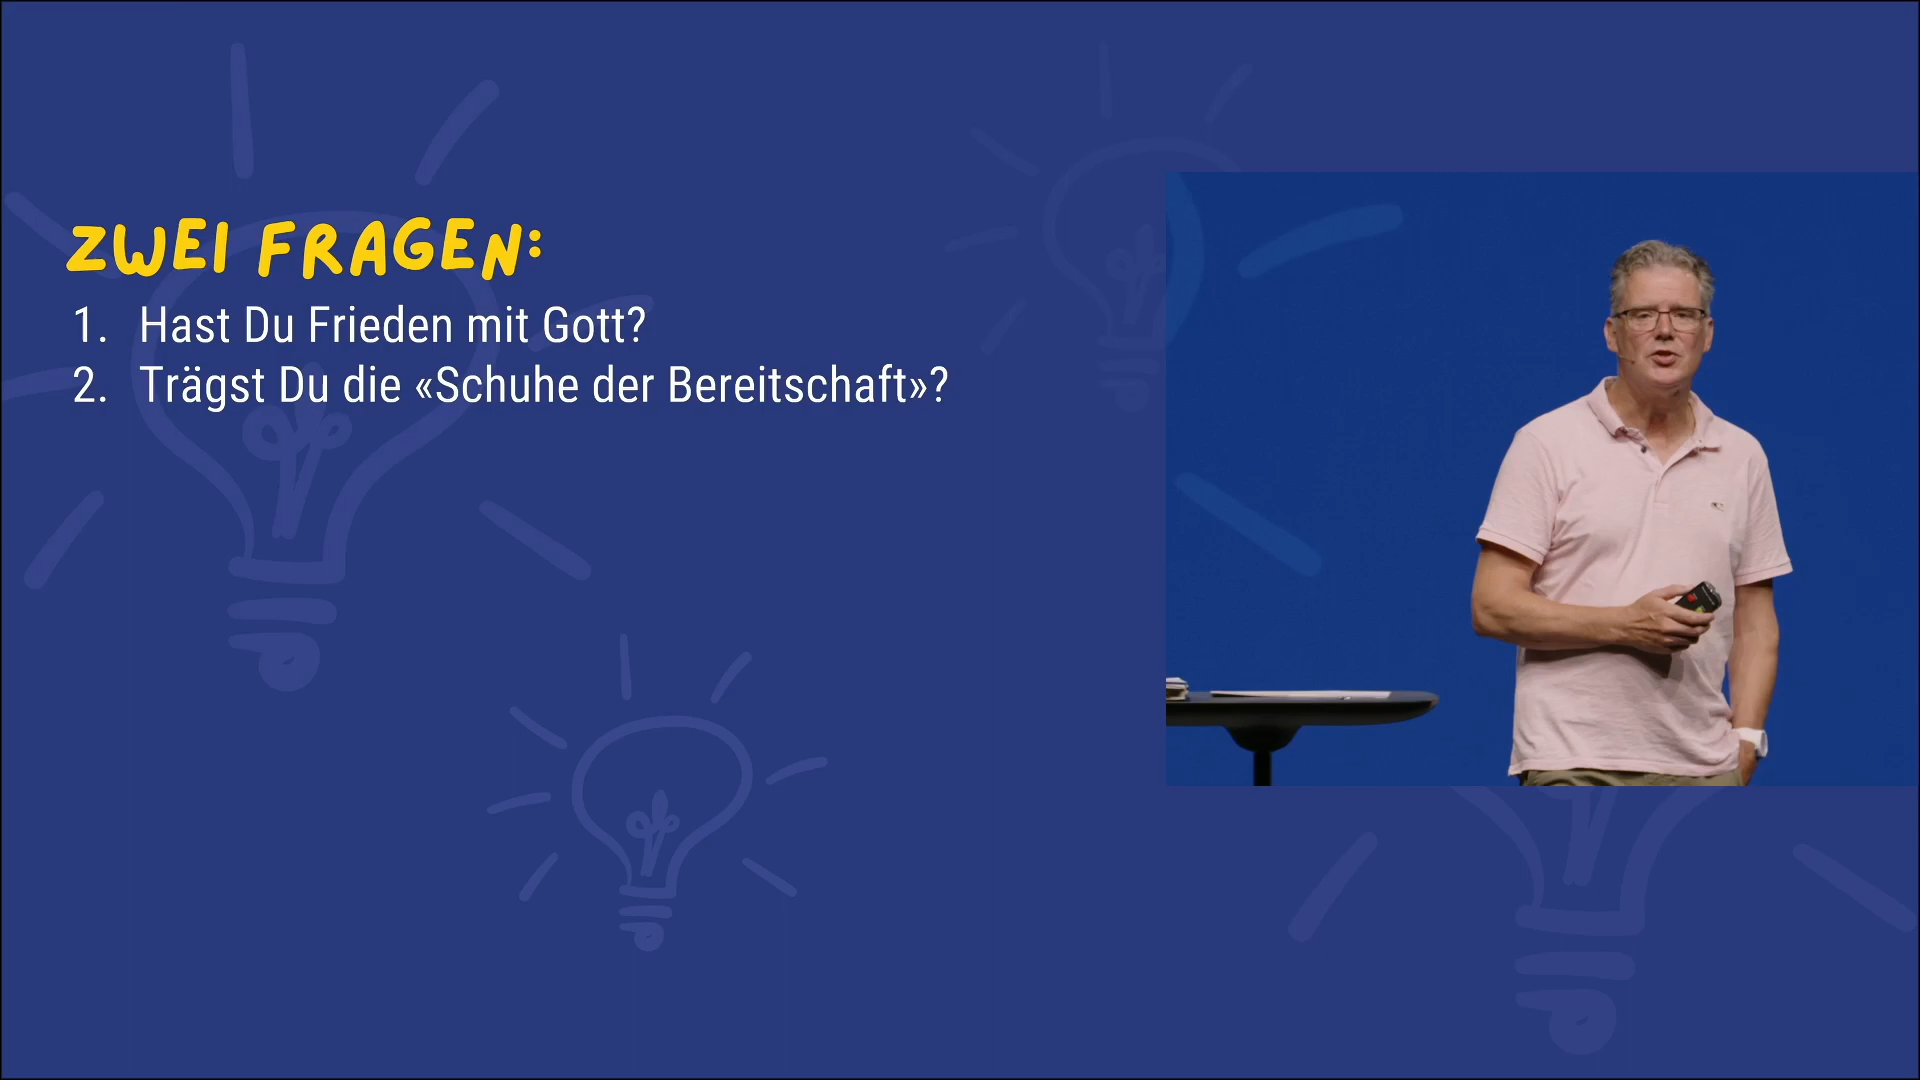 ZWEI FRAGEN:
1. Hast Du Frieden mit Gott?
2. Trägst Du die «Schuhe der Bereitschaft»?